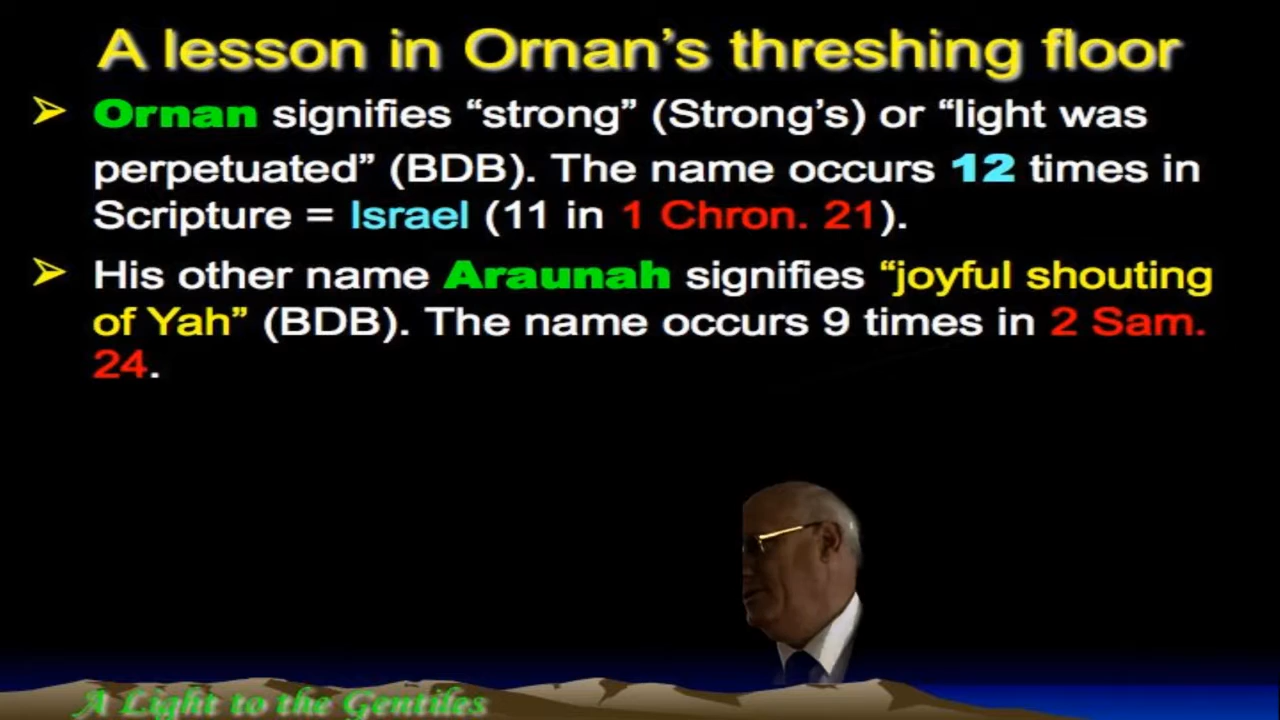 A lesson in Ornan's threshing floor
Ornan signifies “strong” (Strong's) or “light was
perpetuated” (BDB). The name occurs 12 times in
Scripture = Israel (11 in 1 Chron. 21).
His other name Araunah signifies “joyful shouting
of Yah” (BDB). The name occurs 9 times in 2 Sam.
24.
A Light to the Gentiles